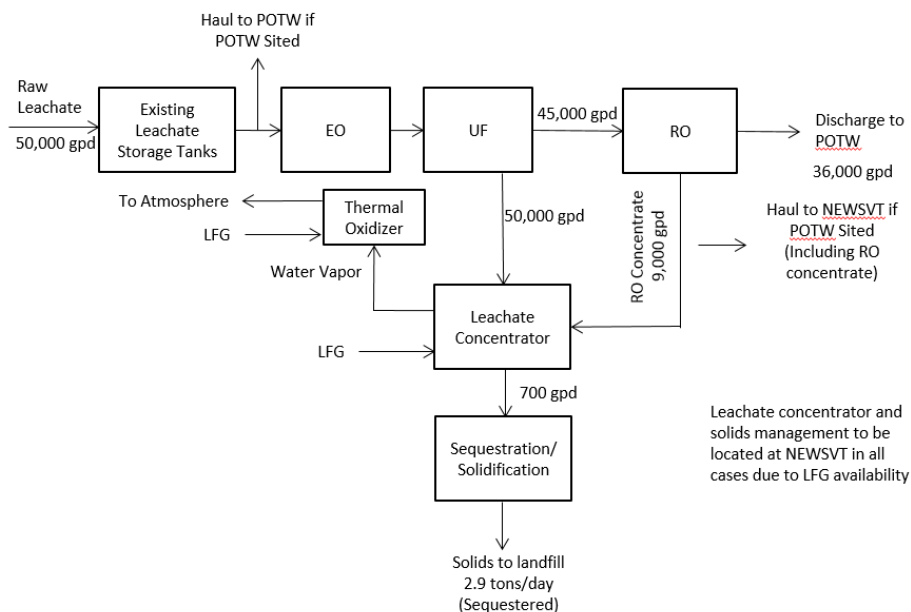 Haul to POTW if
POTW Sited
Raw
Leachate
50,000 gpd
Existing
Leachate
Storage Tanks
EO
UF
45,000 gpd
RO
Discharge to
POTW
36,000 gpd
To Atmosphere
LFG
Thermal
Oxidizer
Water Vapor
50,000 gpd
RO Concentrate
9,000 gpd
Haul to NEWSVT if
POTW Sited
(Including RO
concentrate)
Leachate
Concentrator
LFG
700 gpd
Sequestration/
Solidification
Leachate concentrator and
solids management to be
located at NEWSVT in all
cases due to LFG availability
Solids to landfill
2.9 tons/day
(Sequestered)